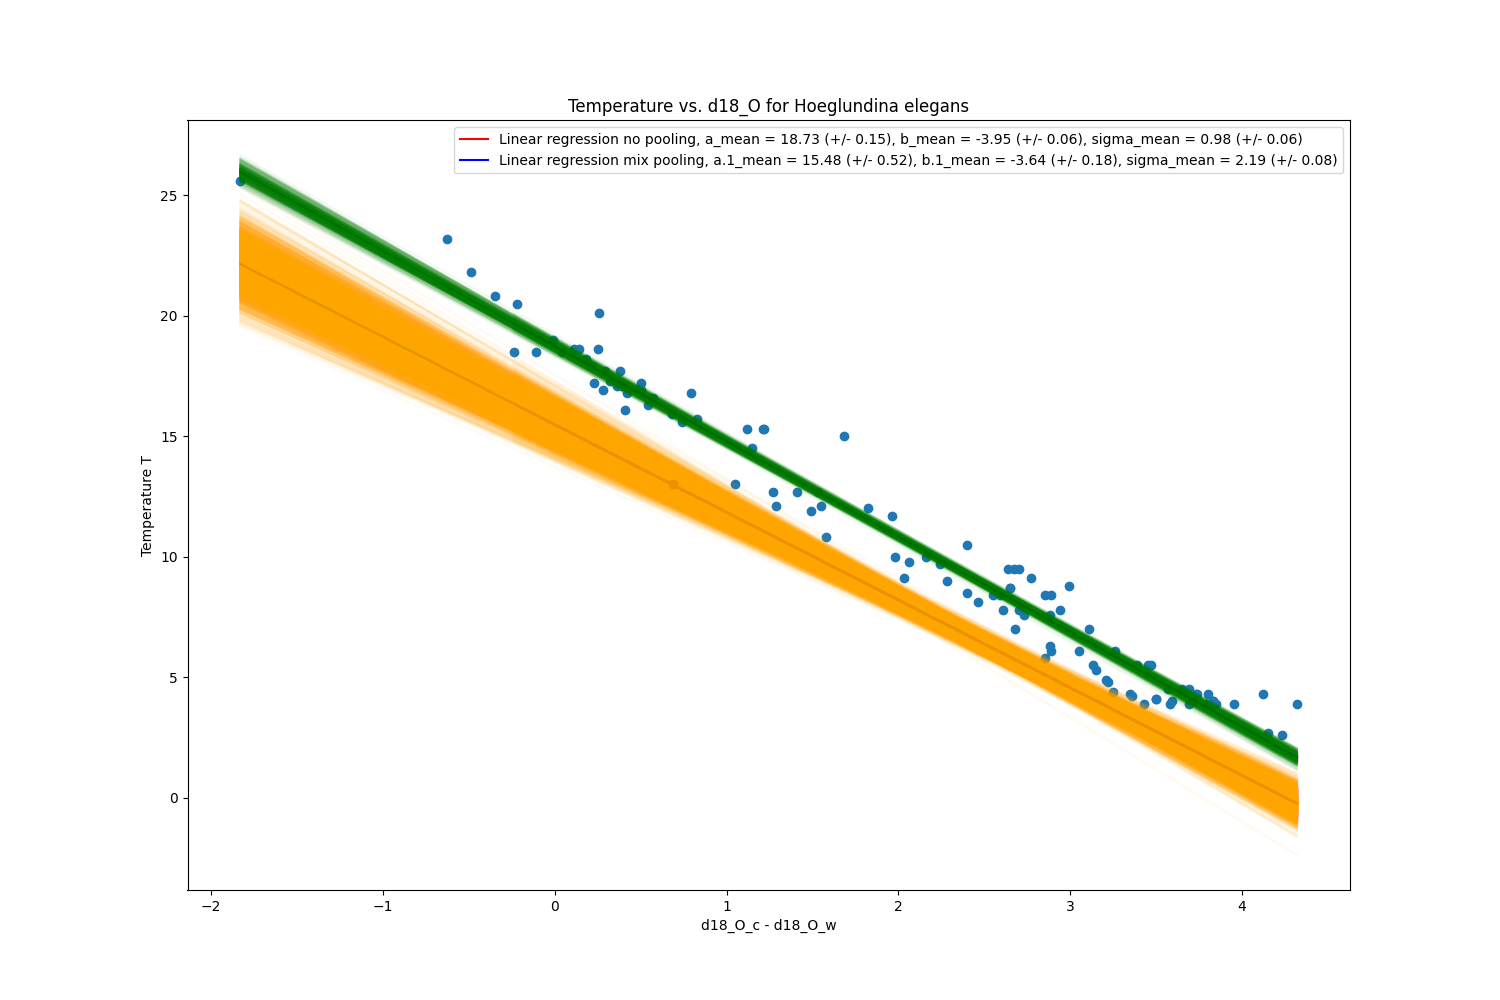 Temperature vs. d18_O for Hoeglundina elegans
Linear regression no pooling, a_mean = 18.73 (+/- 0.15), b_mean = -3.95 (+/- 0.06), sigma_mean = 0.98 (+/- 0.06)
Linear regression mix pooling, a.1_mean = 15.48 (+/- 0.52), b.1_mean = -3.64 (+/- 0.18), sigma_mean = 2.19 (+/- 0.08)
Temperature T
25
20
15
10
5
0
−2 −1 0 1 2 3 4
d18_O_c - d18_O_w